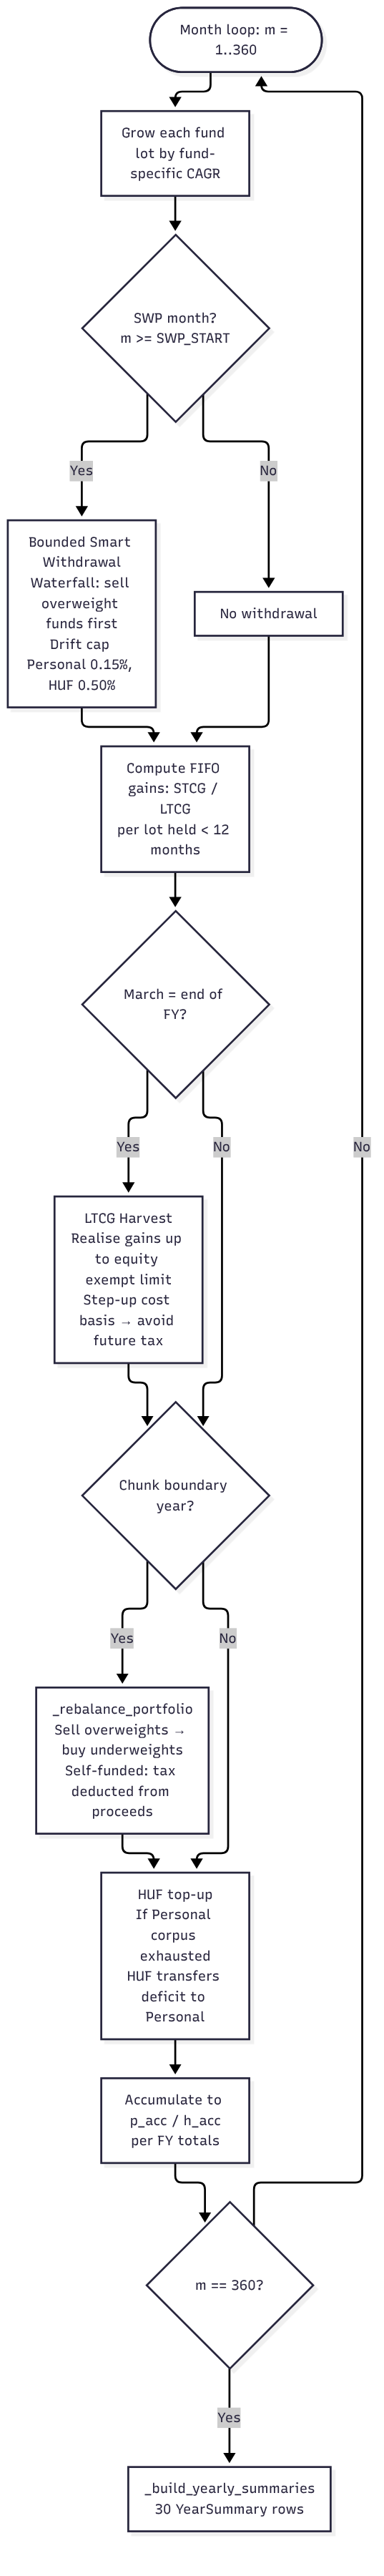 Month loop: m =
1..360
Grow each fund
lot by fund-
specific CAGR
SWP month?
m >= SWP_START
Yes
No
Bounded Smart
Withdrawal
Waterfall: sell
overweight
funds first
Drift cap
Personal 0.15%,
HUF 0.50%
No withdrawal
Compute FIFO
gains: STCG /
LTCG
per lot held < 12
months
March = end of
FY?
Yes
No
No
LTCG Harvest
Realise gains up
to equity
exempt limit
Step-up cost
basis → avoid
future tax
Chunk boundary
year?
Yes
No
_rebalance_portfolio
Sell overweights →
buy underweights
Self-funded: tax
deducted from
proceeds
HUF top-up
If Personal
corpus
exhausted
HUF transfers
deficit to
Personal
Accumulate to
p_acc / h_acc
per FY totals
m == 360?
Yes
_build_yearly_summaries
30 YearSummary rows